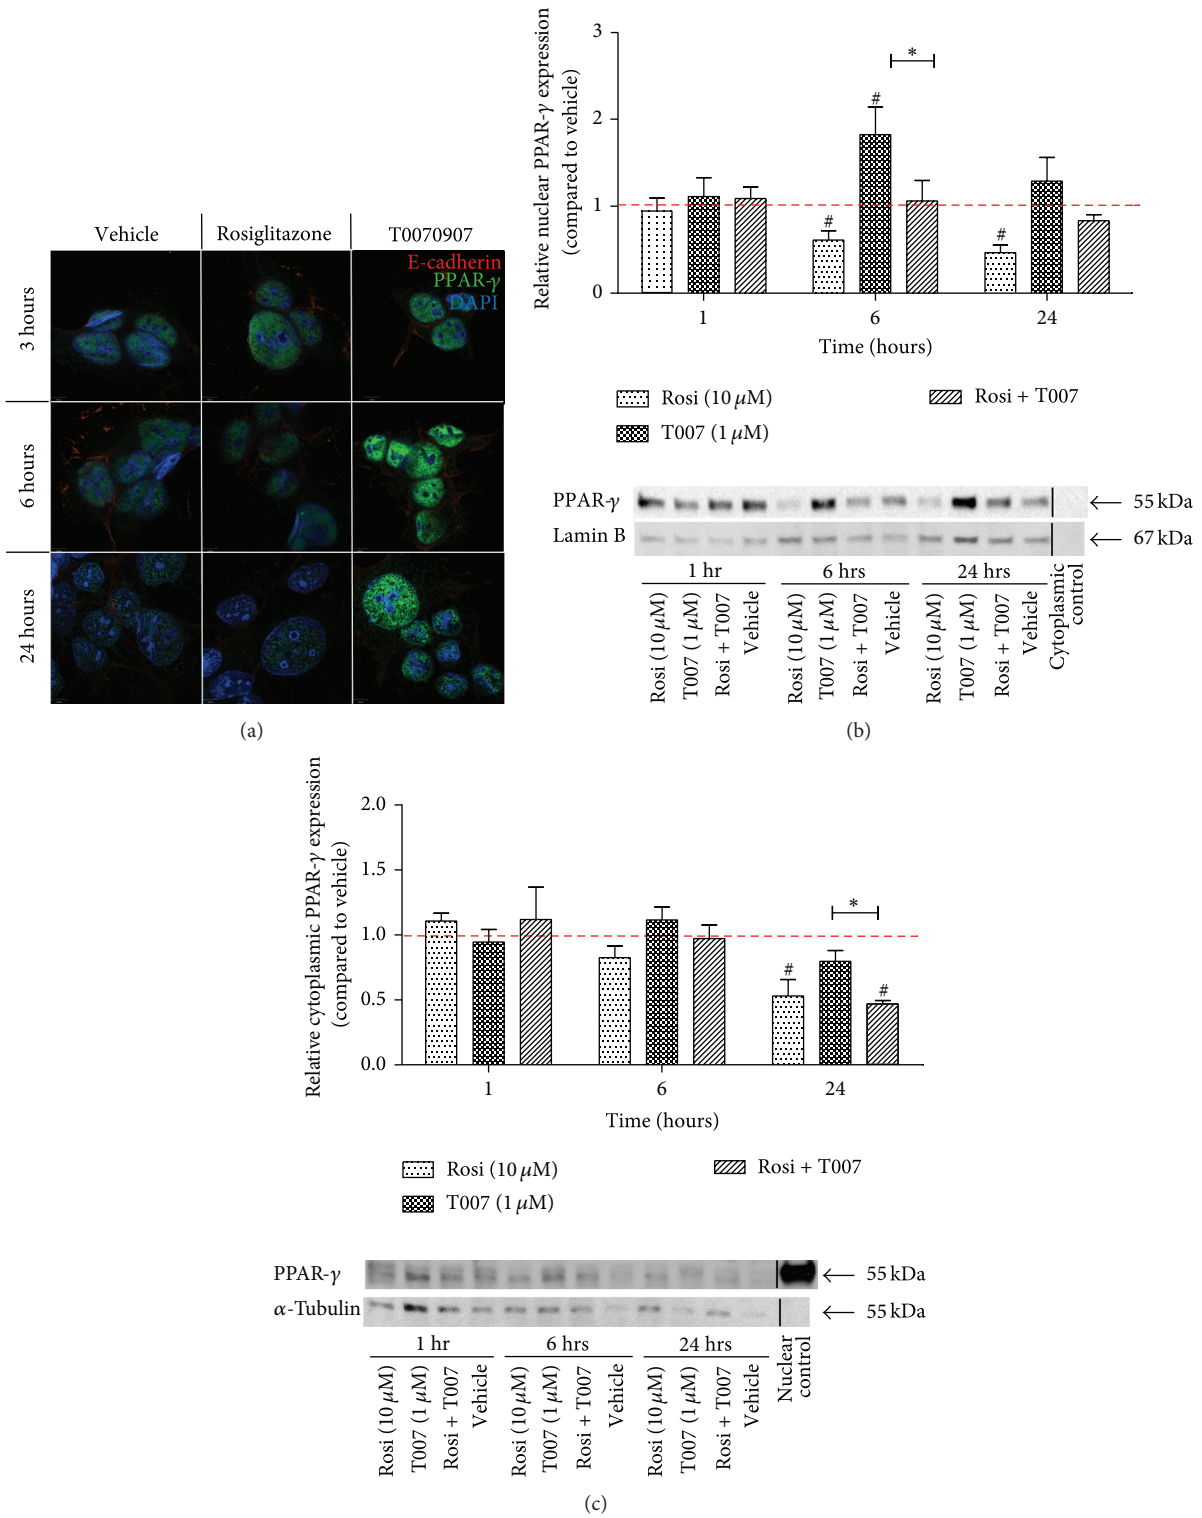 Vehicle
Rosiglitazone
T0070907
E-cadherin
PPAR-γ
DAPI
3 hours
6 hours
24 hours
(a)
Relative nuclear PPAR-γ expression
(compared to vehicle)
3
2
1
0
#
#
*
#
1
6
24
Time (hours)
Rosi (10 μM)
Rosi + T007
T007 (1 μM)
PPAR-γ
55 kDa
Lamin B
67 kDa
1 hr
6 hrs
24 hrs
Rosi (10 μM)
T007 (1 μM)
Rosi + T007
Vehicle
Rosi (10 μM)
T007 (1 μM)
Rosi + T007
Vehicle
Rosi (10 μM)
T007 (1 μM)
Rosi + T007
Vehicle
Cytoplasmic
control
(b)
Relative cytoplasmic PPAR-γ expression
(compared to vehicle)
2.0
1.5
1.0
0.5
0.0
#
*
#
1
6
24
Time (hours)
Rosi (10 μM)
Rosi + T007
T007 (1 μM)
PPAR-γ
55 kDa
α-Tubulin
55 kDa
1 hr
6 hrs
24 hrs
Rosi (10 μM)
T007 (1 μM)
Rosi + T007
Vehicle
Rosi (10 μM)
T007 (1 μM)
Rosi + T007
Vehicle
Rosi (10 μM)
T007 (1 μM)
Rosi + T007
Vehicle
Nuclear
control
(c)